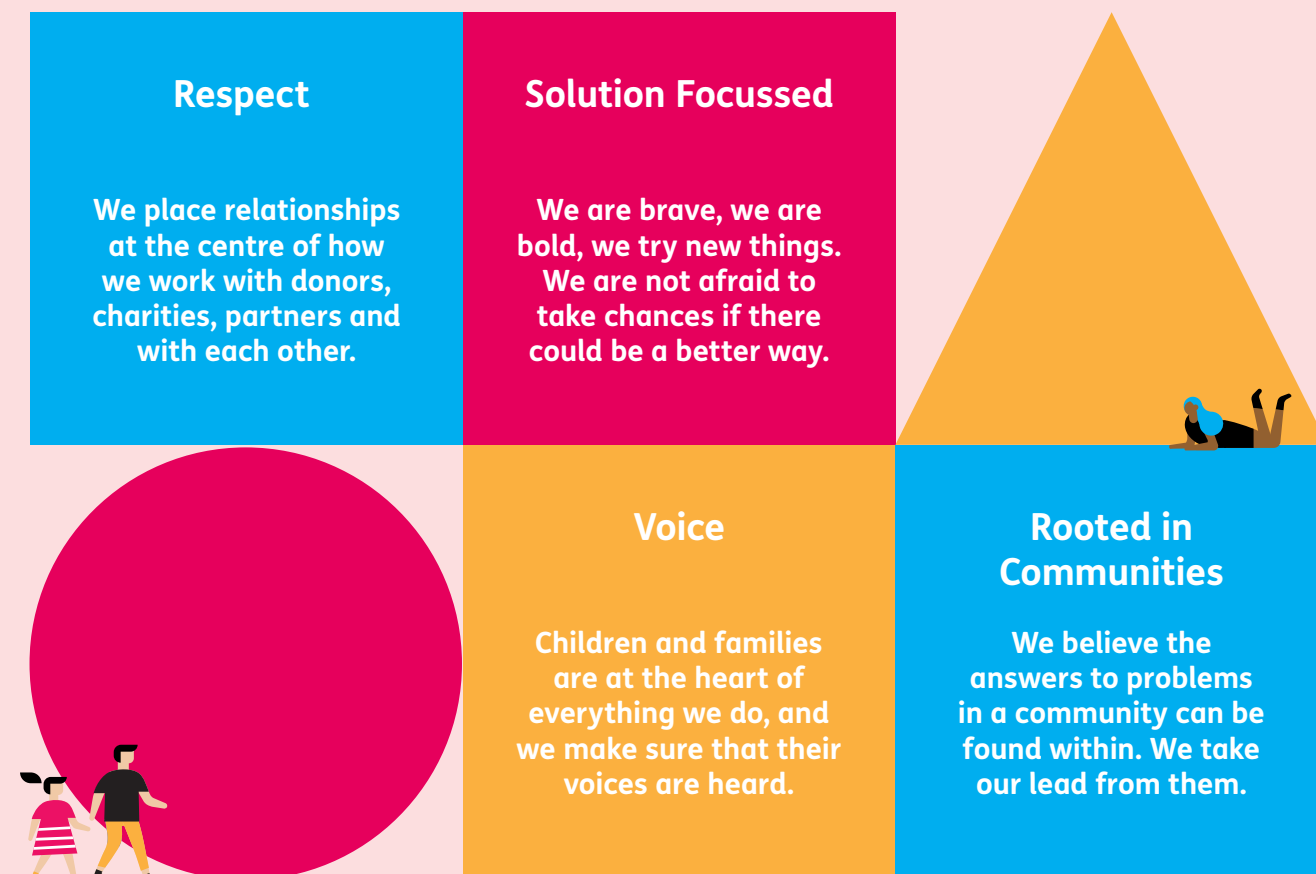 Respect
We place relationships
at the centre of how
we work with donors,
charities, partners and
with each other.
Solution Focussed
We are brave, we are
bold, we try new things.
We are not afraid to
take chances if there
could be a better way.
Voice
Children and families
are at the heart of
everything we do, and
we make sure that their
voices are heard.
Rooted in
Communities
We believe the
answers to problems
in a community can be
found within. We take
our lead from them.